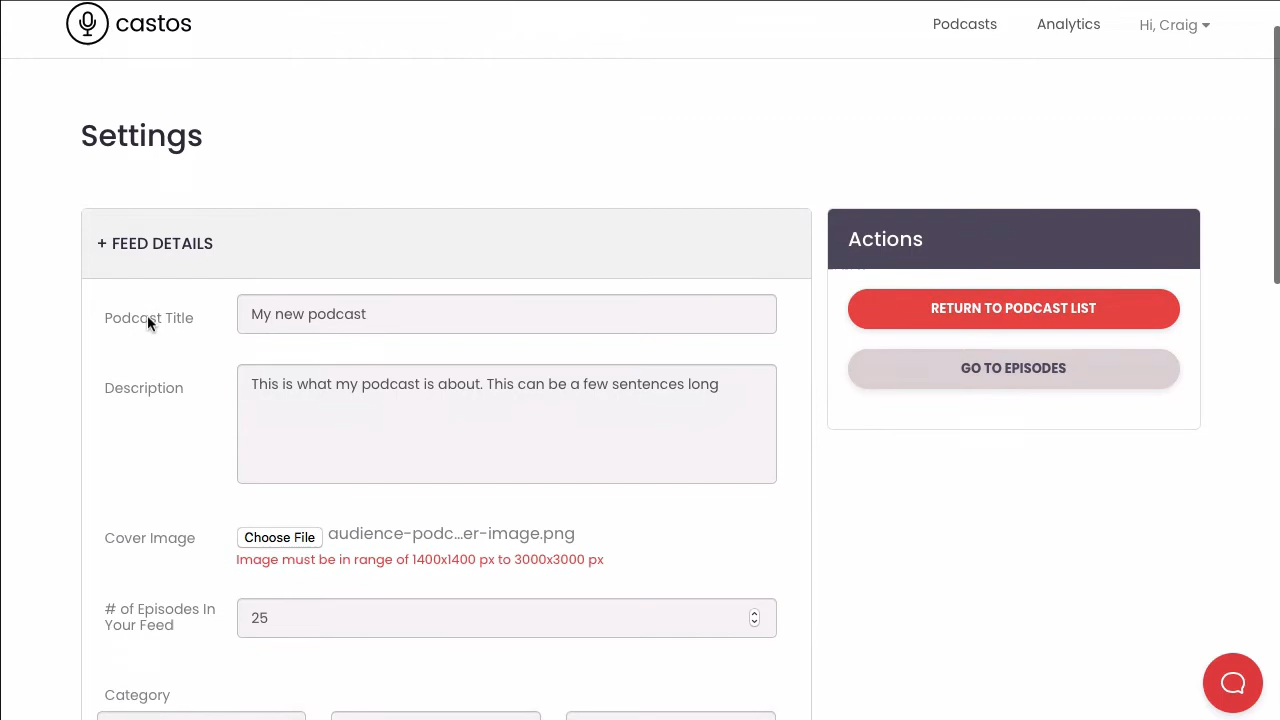 castos
Podcasts
Analytics
Hi, Craig
Settings
+ FEED DETAILS
Podcast Title
My new podcast
Description
This is what my podcast is about. This can be a few sentences long
Cover Image
Choose File
audience-podc...er-image.png
Image must be in range of 1400x1400 px to 3000x3000 px
# of Episodes In
Your Feed
25
Category
Actions
RETURN TO PODCAST LIST
GO TO EPISODES